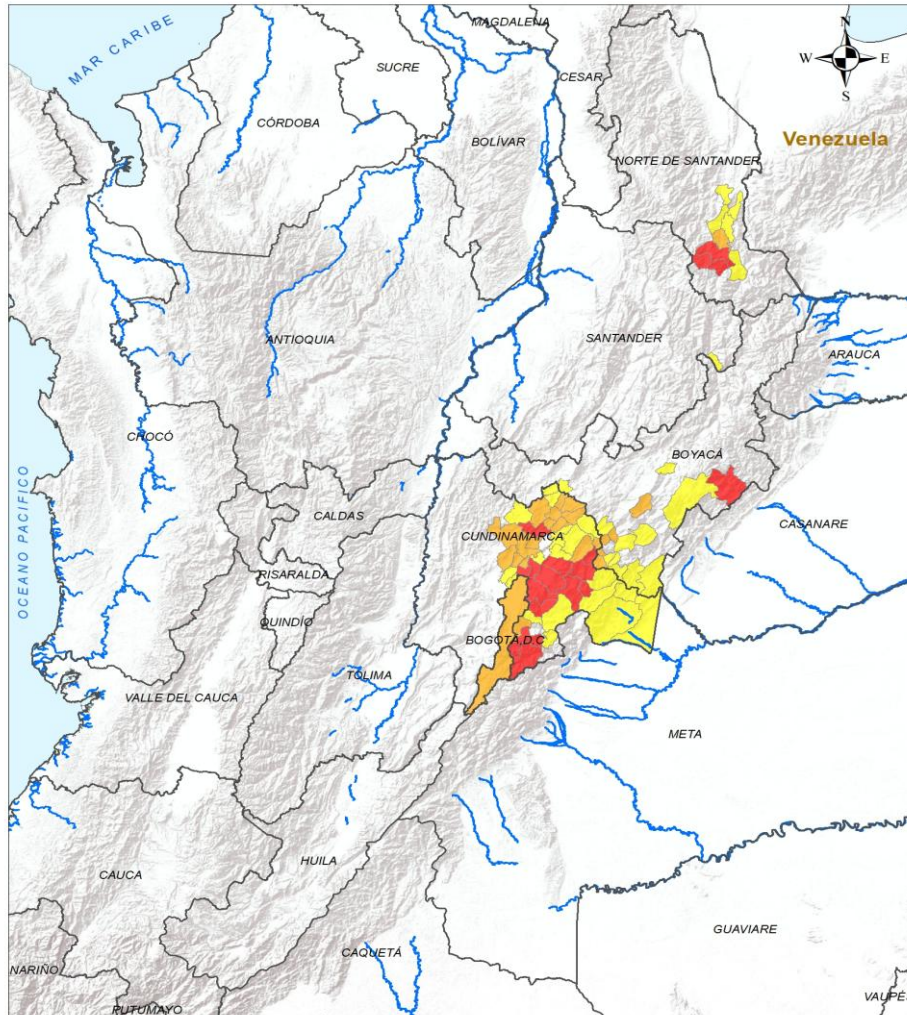 MAGDALENA
MAR CARIBE
N
W E
S
SUCRE
CESAR
CÓRDOBA
BOLÍVAR
Venezuela
NORTE DE SANTANDER
ANTIOQUIA
SANTANDER
ARAUCA
CHOCÓ
BOYACÁ
OCEANO PACIFICO
CALDAS
CASANARE
CUNDINAMARCA
RISARALDA
QUINDÍO
BOGOTÁ,D.C
TOLIMA
VALLE DEL CAUCA
META
HUILA
CAUCA
GUAVIARE
CAQUETÁ
NARIÑO
PUTUMAYO
VAUPÉS